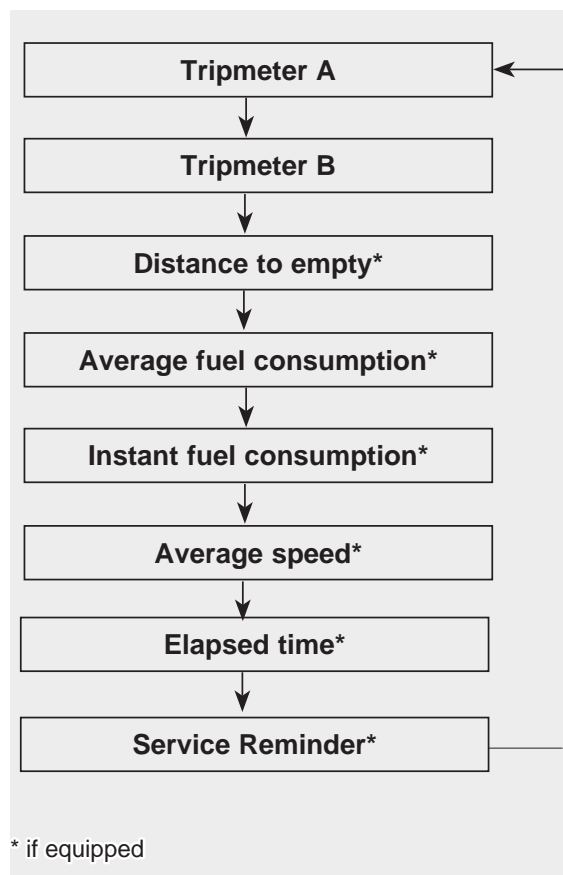 Tripmeter A
Tripmeter B
Distance to empty*
Average fuel consumption*
Instant fuel consumption*
Average speed*
Elapsed time*
Service Reminder*
* if equipped